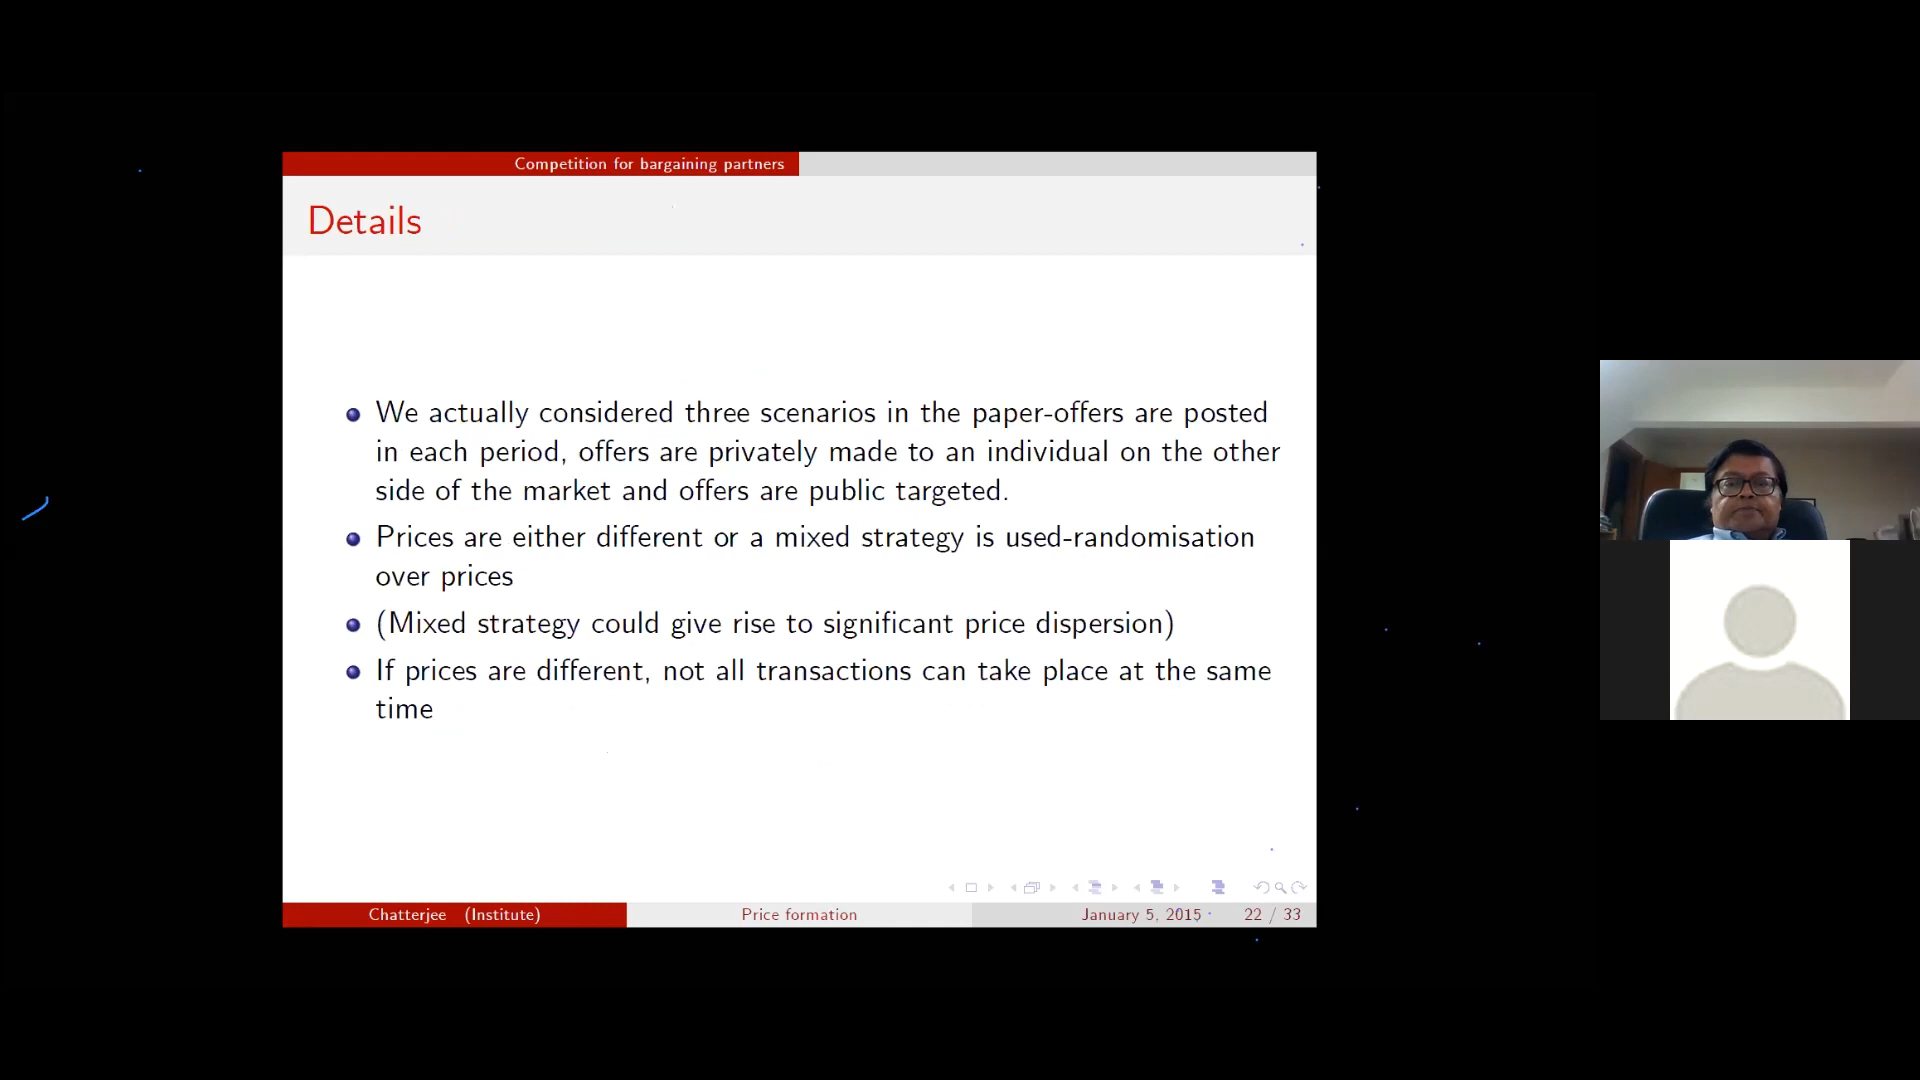 Competition for bargaining partners
Details
We actually considered three scenarios in the paper-offers are posted
in each period, offers are privately made to an individual on the other
side of the market and offers are public targeted.
Prices are either different or a mixed strategy is used-randomisation
over prices
(Mixed strategy could give rise to significant price dispersion)
If prices are different, not all transactions can take place at the same
time
Chatterjee (Institute) Price formation January 5, 2015 22 / 33